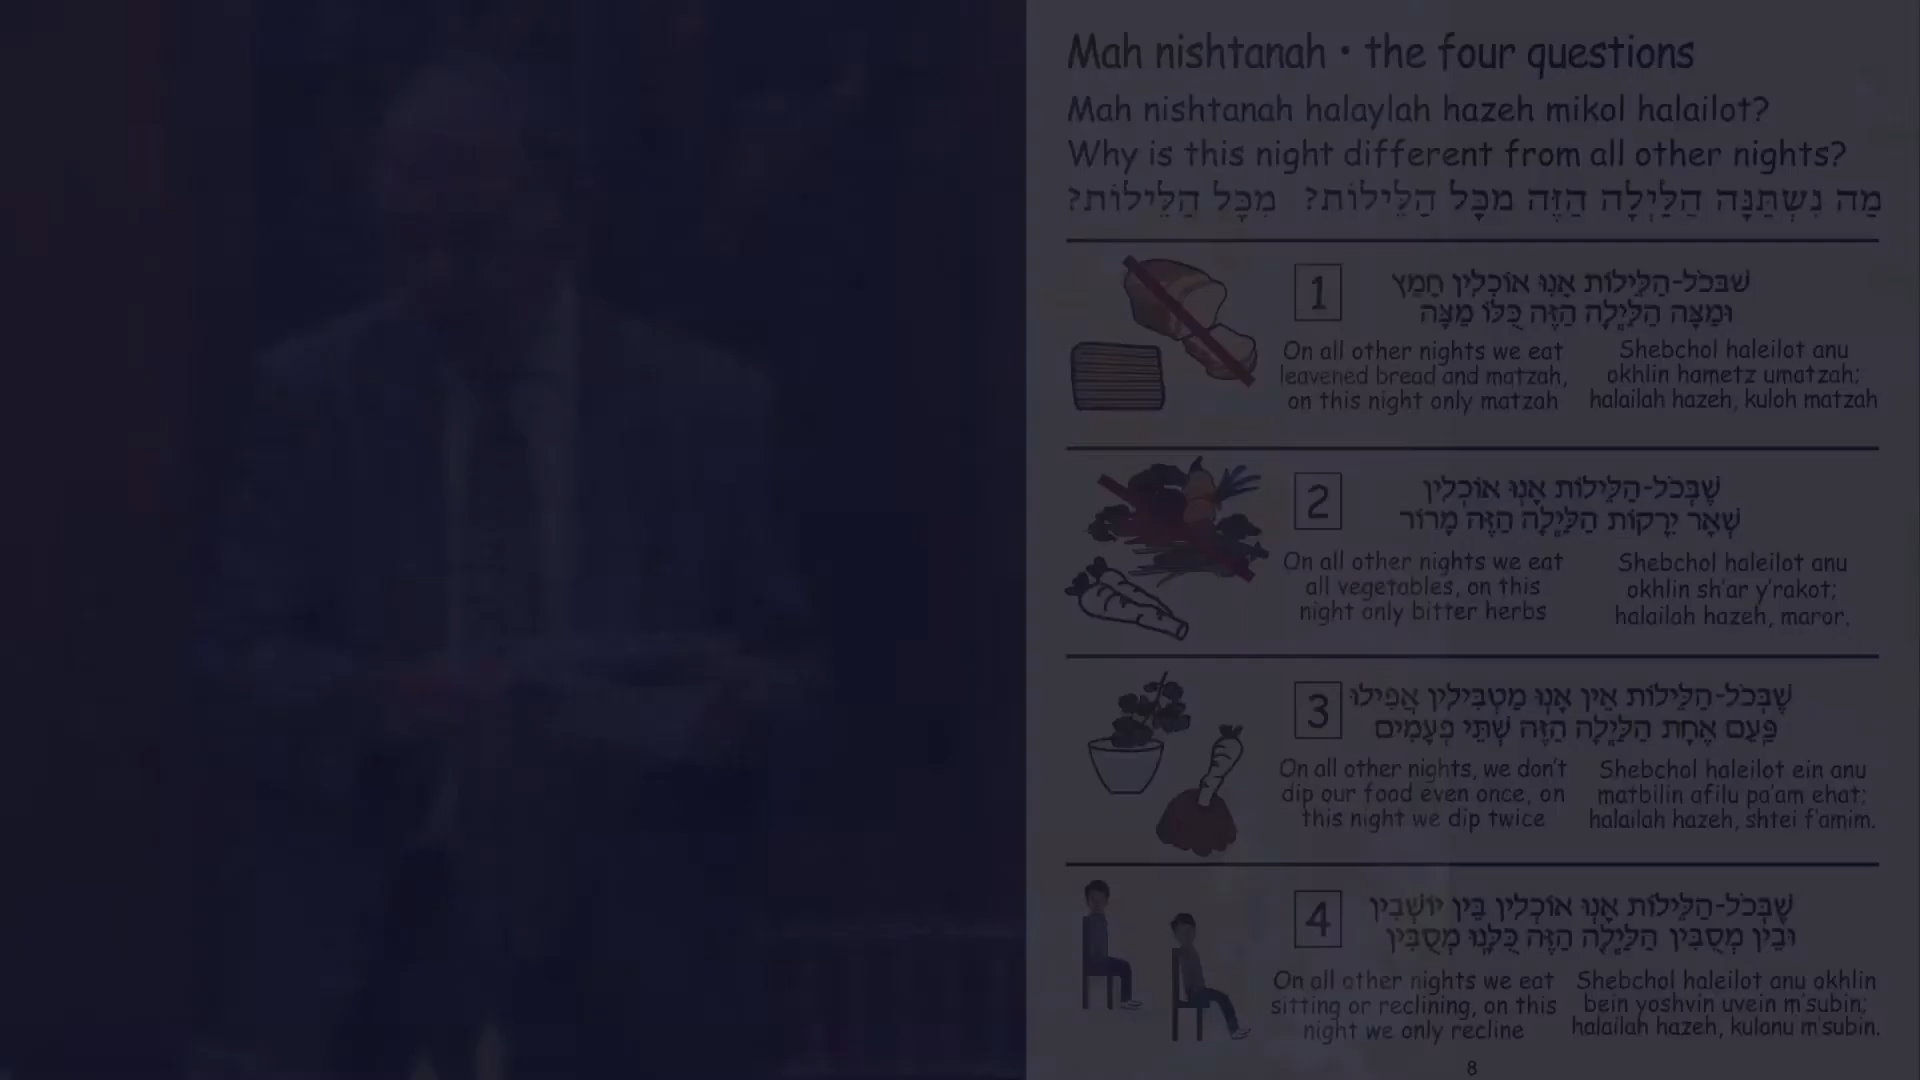 Mah nishtanah • the four questions
Mah nishtanah halaylah hazeh mikol halailot?
Why is this night different from all other nights?
מַה נִּשְׁתַּנָּה הַלַּיְלָה הַזֶּה מִכָּל הַלֵּילוֹת? מִכָּל הַלֵּילוֹת?
1
שֶׁבְּכֹל-הַלֵּילוֹת אָנוּ אוֹכְלִין חָמֵץ
וּמַצָּה הַלַּיְלָה הַזֶּה כֻּלּוֹ מַצָּה
On all other nights we eat
leavened bread and matzah,
on this night only matzah
Shebchol haleilot anu
okhlin hametz umatzah;
halailah hazeh, kuloh matzah
2
שֶׁבְּכֹל-הַלֵּילוֹת אָנוּ אוֹכְלִין
שְׁאָר יְרָקוֹת הַלַּיְלָה הַזֶּה מָרוֹר
On all other nights we eat
all vegetables, on this
night only bitter herbs
Shebchol haleilot anu
okhlin sh'ar y'rakot;
halailah hazeh, maror.
3
שֶׁבְּכֹל-הַלֵּילוֹת אֵין אָנוּ מַטְבִּילִין אֲפִילוּ
פַּעַם אֶחָת הַלַּיְלָה הַזֶּה שְׁתֵּי פְעָמִים
On all other nights, we don't
dip our food even once, on
this night we dip twice
Shebchol haleilot ein anu
matbilin afilu pa'am ehat;
halailah hazeh, shtei f'amim.
4
שֶׁבְּכֹל-הַלֵּילוֹת אָנוּ אוֹכְלִין בֵּין יוֹשְׁבִין
וּבֵין מְסֻבִּין הַלַּיְלָה הַזֶּה כֻּלָּנוּ מְסֻבִּין
On all other nights we eat
sitting or reclining, on this
night we only recline
Shebchol haleilot anu okhlin
bein yoshvin uvein m'subin;
halailah hazeh, kulanu m'subin.
8